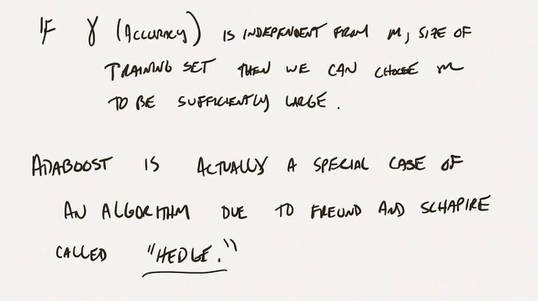 IF γ (ACCURACY) IS INDEPENDENT FROM m, SIZE OF
TRAINING SET THEN WE CAN CHOOSE m
TO BE SUFFICIENTLY LARGE.
ADABOOST IS ACTUALLY A SPECIAL CASE OF
AN ALGORITHM DUE TO FREUND AND SCHAPIRE
CALLED "HEDGE."